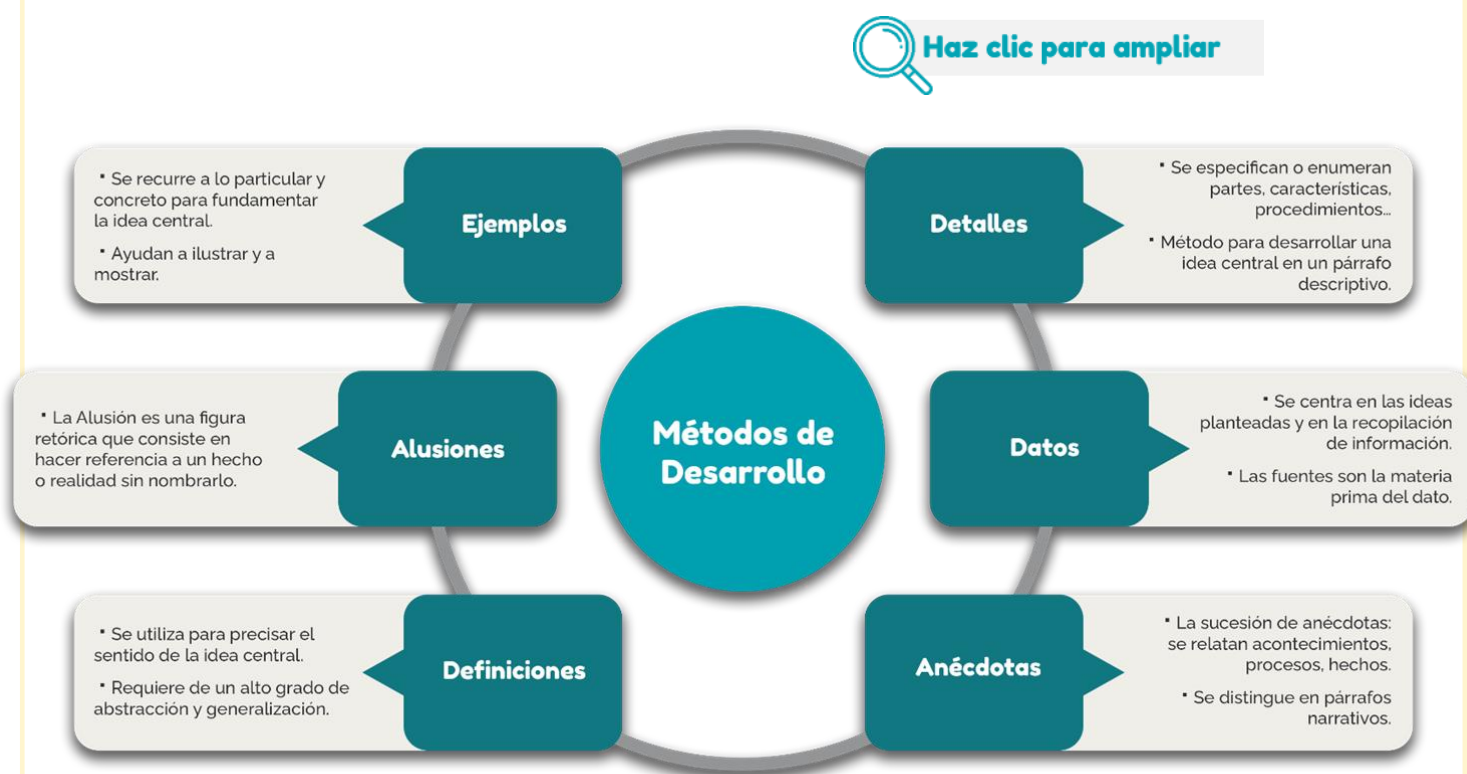 Haz clic para ampliar
▪ Se recurre a lo particular y
concreto para fundamentar
la idea central.
▪ Ayudan a ilustrar y a
mostrar.
Ejemplos
Detalles
▪ Se especifican o enumeran
partes, características,
procedimientos...
▪ Método para desarrollar una
idea central en un párrafo
descriptivo.
▪ La Alusión es una figura
retórica que consiste en
hacer referencia a un hecho
o realidad sin nombrarlo.
Alusiones
Métodos de
Desarrollo
Datos
▪ Se centra en las ideas
planteadas y en la recopilación
de información.
▪ Las fuentes son la materia
prima del dato.
▪ Se utiliza para precisar el
sentido de la idea central.
▪ Requiere de un alto grado de
abstracción y generalización.
Definiciones
Anécdotas
▪ La sucesión de anécdotas:
se relatan acontecimientos,
procesos, hechos.
▪ Se distingue en párrafos
narrativos.